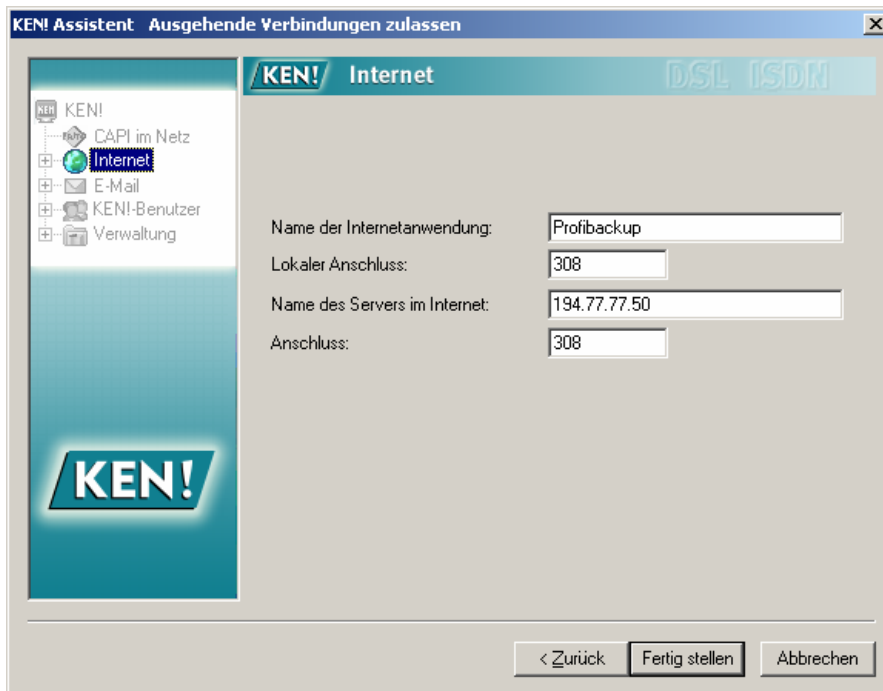 KEN! Assistent Ausgehende Verbindungen zulassen
KEN! Internet DSL ISDN
KEN!
CAPI im Netz
Internet
E-Mail
KEN!-Benutzer
Verwaltung
Name der Internetanwendung: Profibackup
Lokaler Anschluss: 308
Name des Servers im Internet: 194.77.77.50
Anschluss: 308
KEN!
< Zurück Fertig stellen Abbrechen